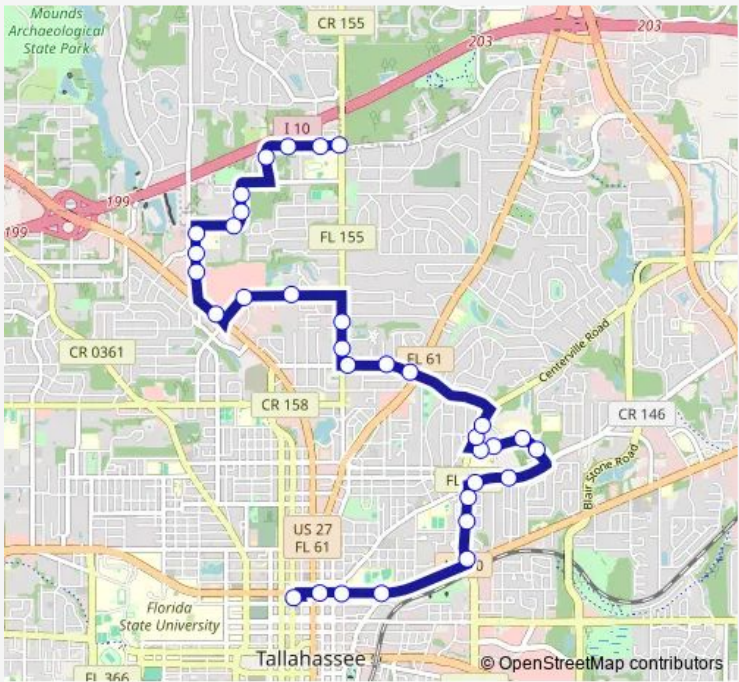 Mounds
Archaeological
State Park
CR 155
203
203
I 10
199
199
FL 155
CR 0361
FL 61
Centerville Road
CR 158
CR 146
FL
Blair Stone Road
US 27
FL 61
0
Florida
State University
Tallahassee
FL 366
© OpenStreetMap contributors